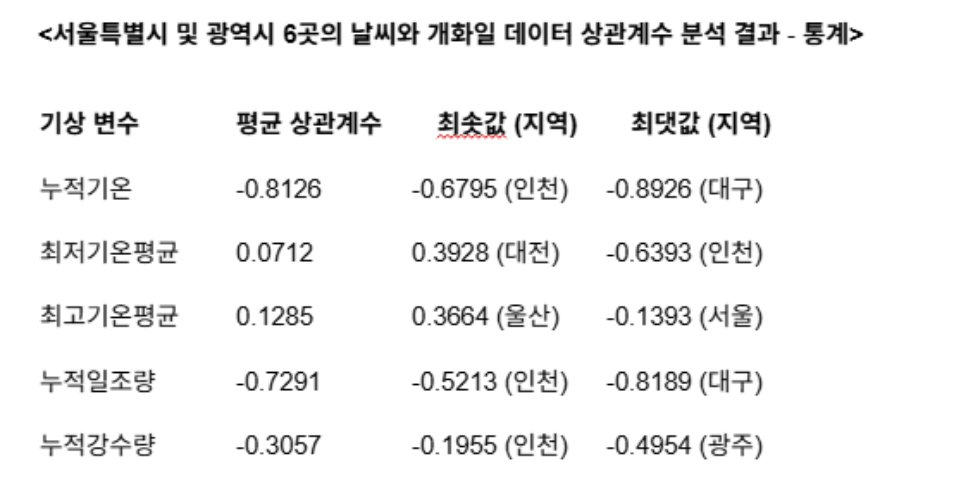 <서울특별시 및 광역시 6곳의 날씨와 개화일 데이터 상관계수 분석 결과 - 통계>
기상 변수 평균 상관계수 최솟값 (지역) 최댓값 (지역)
누적기온 -0.8126 -0.6795 (인천) -0.8926 (대구)
최저기온평균 0.0712 0.3928 (대전) -0.6393 (인천)
최고기온평균 0.1285 0.3664 (울산) -0.1393 (서울)
누적일조량 -0.7291 -0.5213 (인천) -0.8189 (대구)
누적강수량 -0.3057 -0.1955 (인천) -0.4954 (광주)